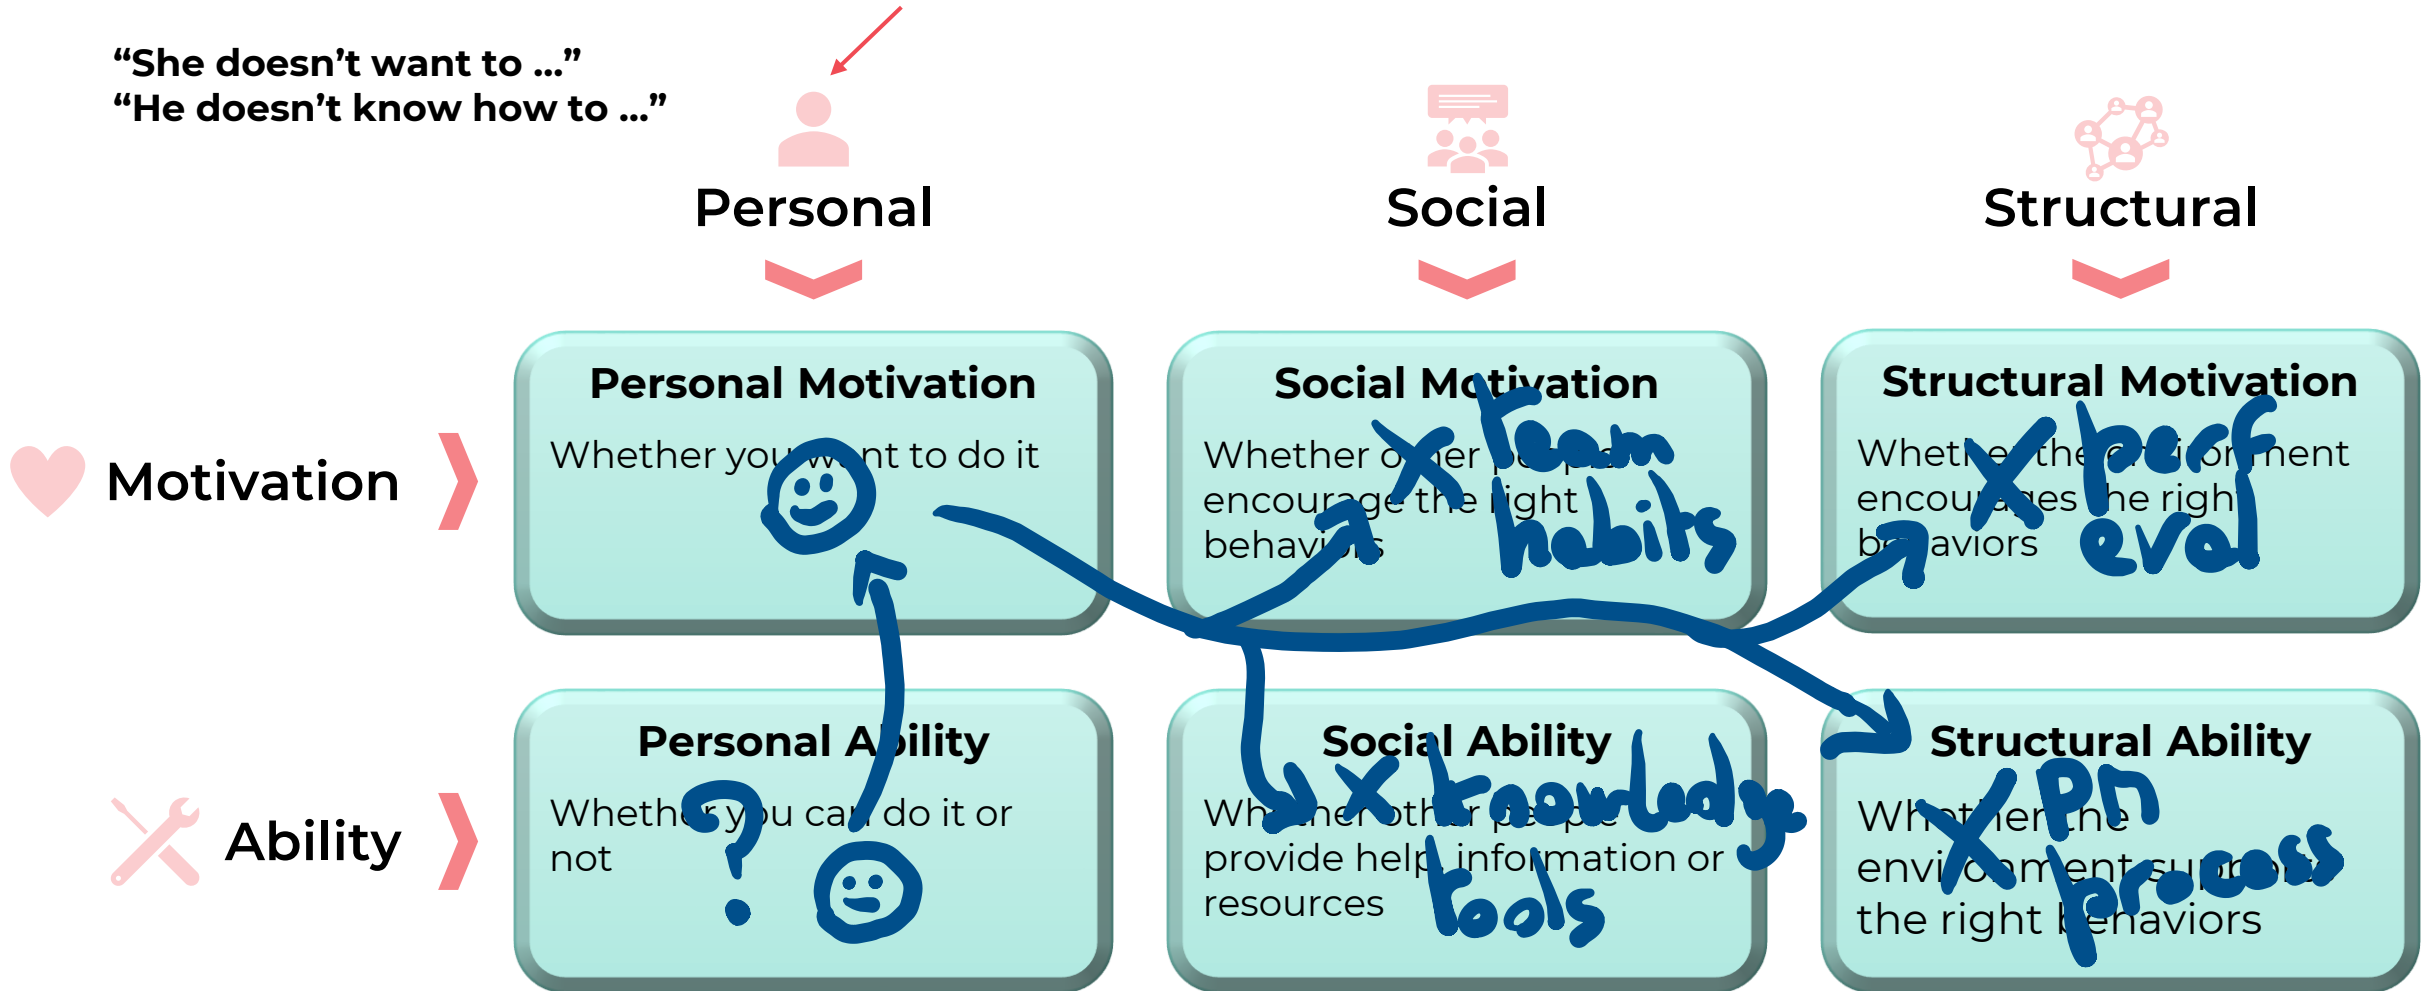 “She doesn’t want to ...”
“He doesn’t know how to ...”
Personal
Social
Structural
Motivation
Personal Motivation
Whether you want to do it
Social Motivation
Whether other people
encourage the right
behaviors
X team
habits
Structural Motivation
Whether the environment
encourages the right
behaviors
X perf
eval
Ability
Personal Ability
Whether you can do it or
not
?
Social Ability
Whether other people
provide help, information or
resources
X knowledg
tools
Structural Ability
Whether the
environment supports
the right behaviors
X PM
process